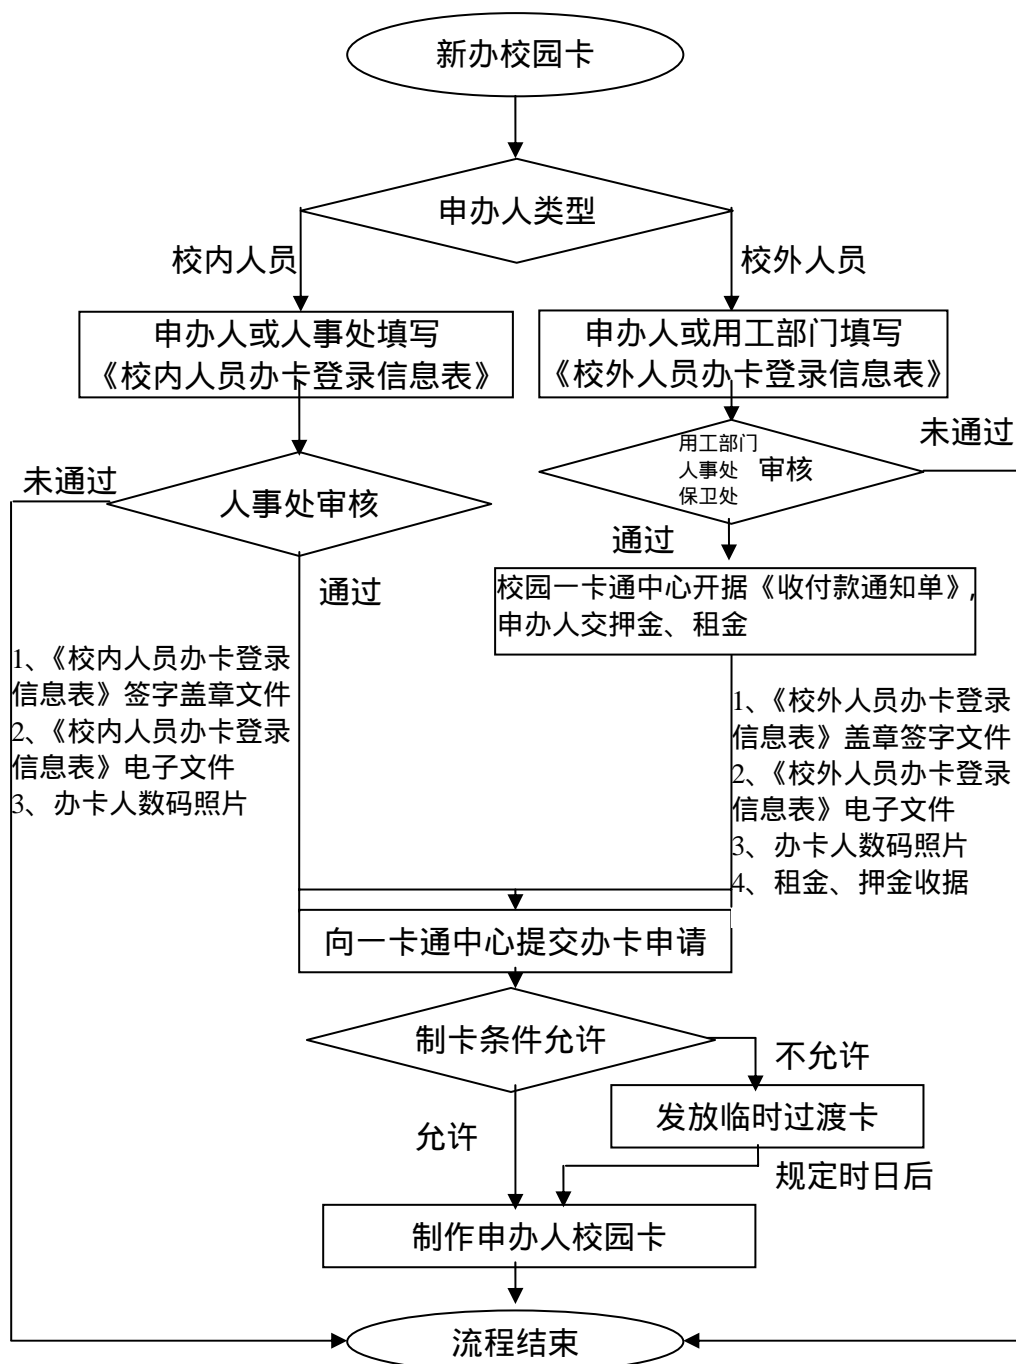 新办校园卡
申办人类型
校内人员
校外人员
申办人或人事处填写
《校内人员办卡登录信息表》
申办人或用工部门填写
《校外人员办卡登录信息表》
未通过
人事处审核
通过
用工部门
人事处
保卫处
审核
未通过
通过
校园一卡通中心开据《收付款通知单》,
申办人交押金、租金
1、《校内人员办卡登录
信息表》签字盖章文件
2、《校内人员办卡登录
信息表》电子文件
3、办卡人数码照片
1、《校外人员办卡登录
信息表》盖章签字文件
2、《校外人员办卡登录
信息表》电子文件
3、办卡人数码照片
4、租金、押金收据
向一卡通中心提交办卡申请
制卡条件允许
不允许
发放临时过渡卡
允许
规定时日后
制作申办人校园卡
流程结束